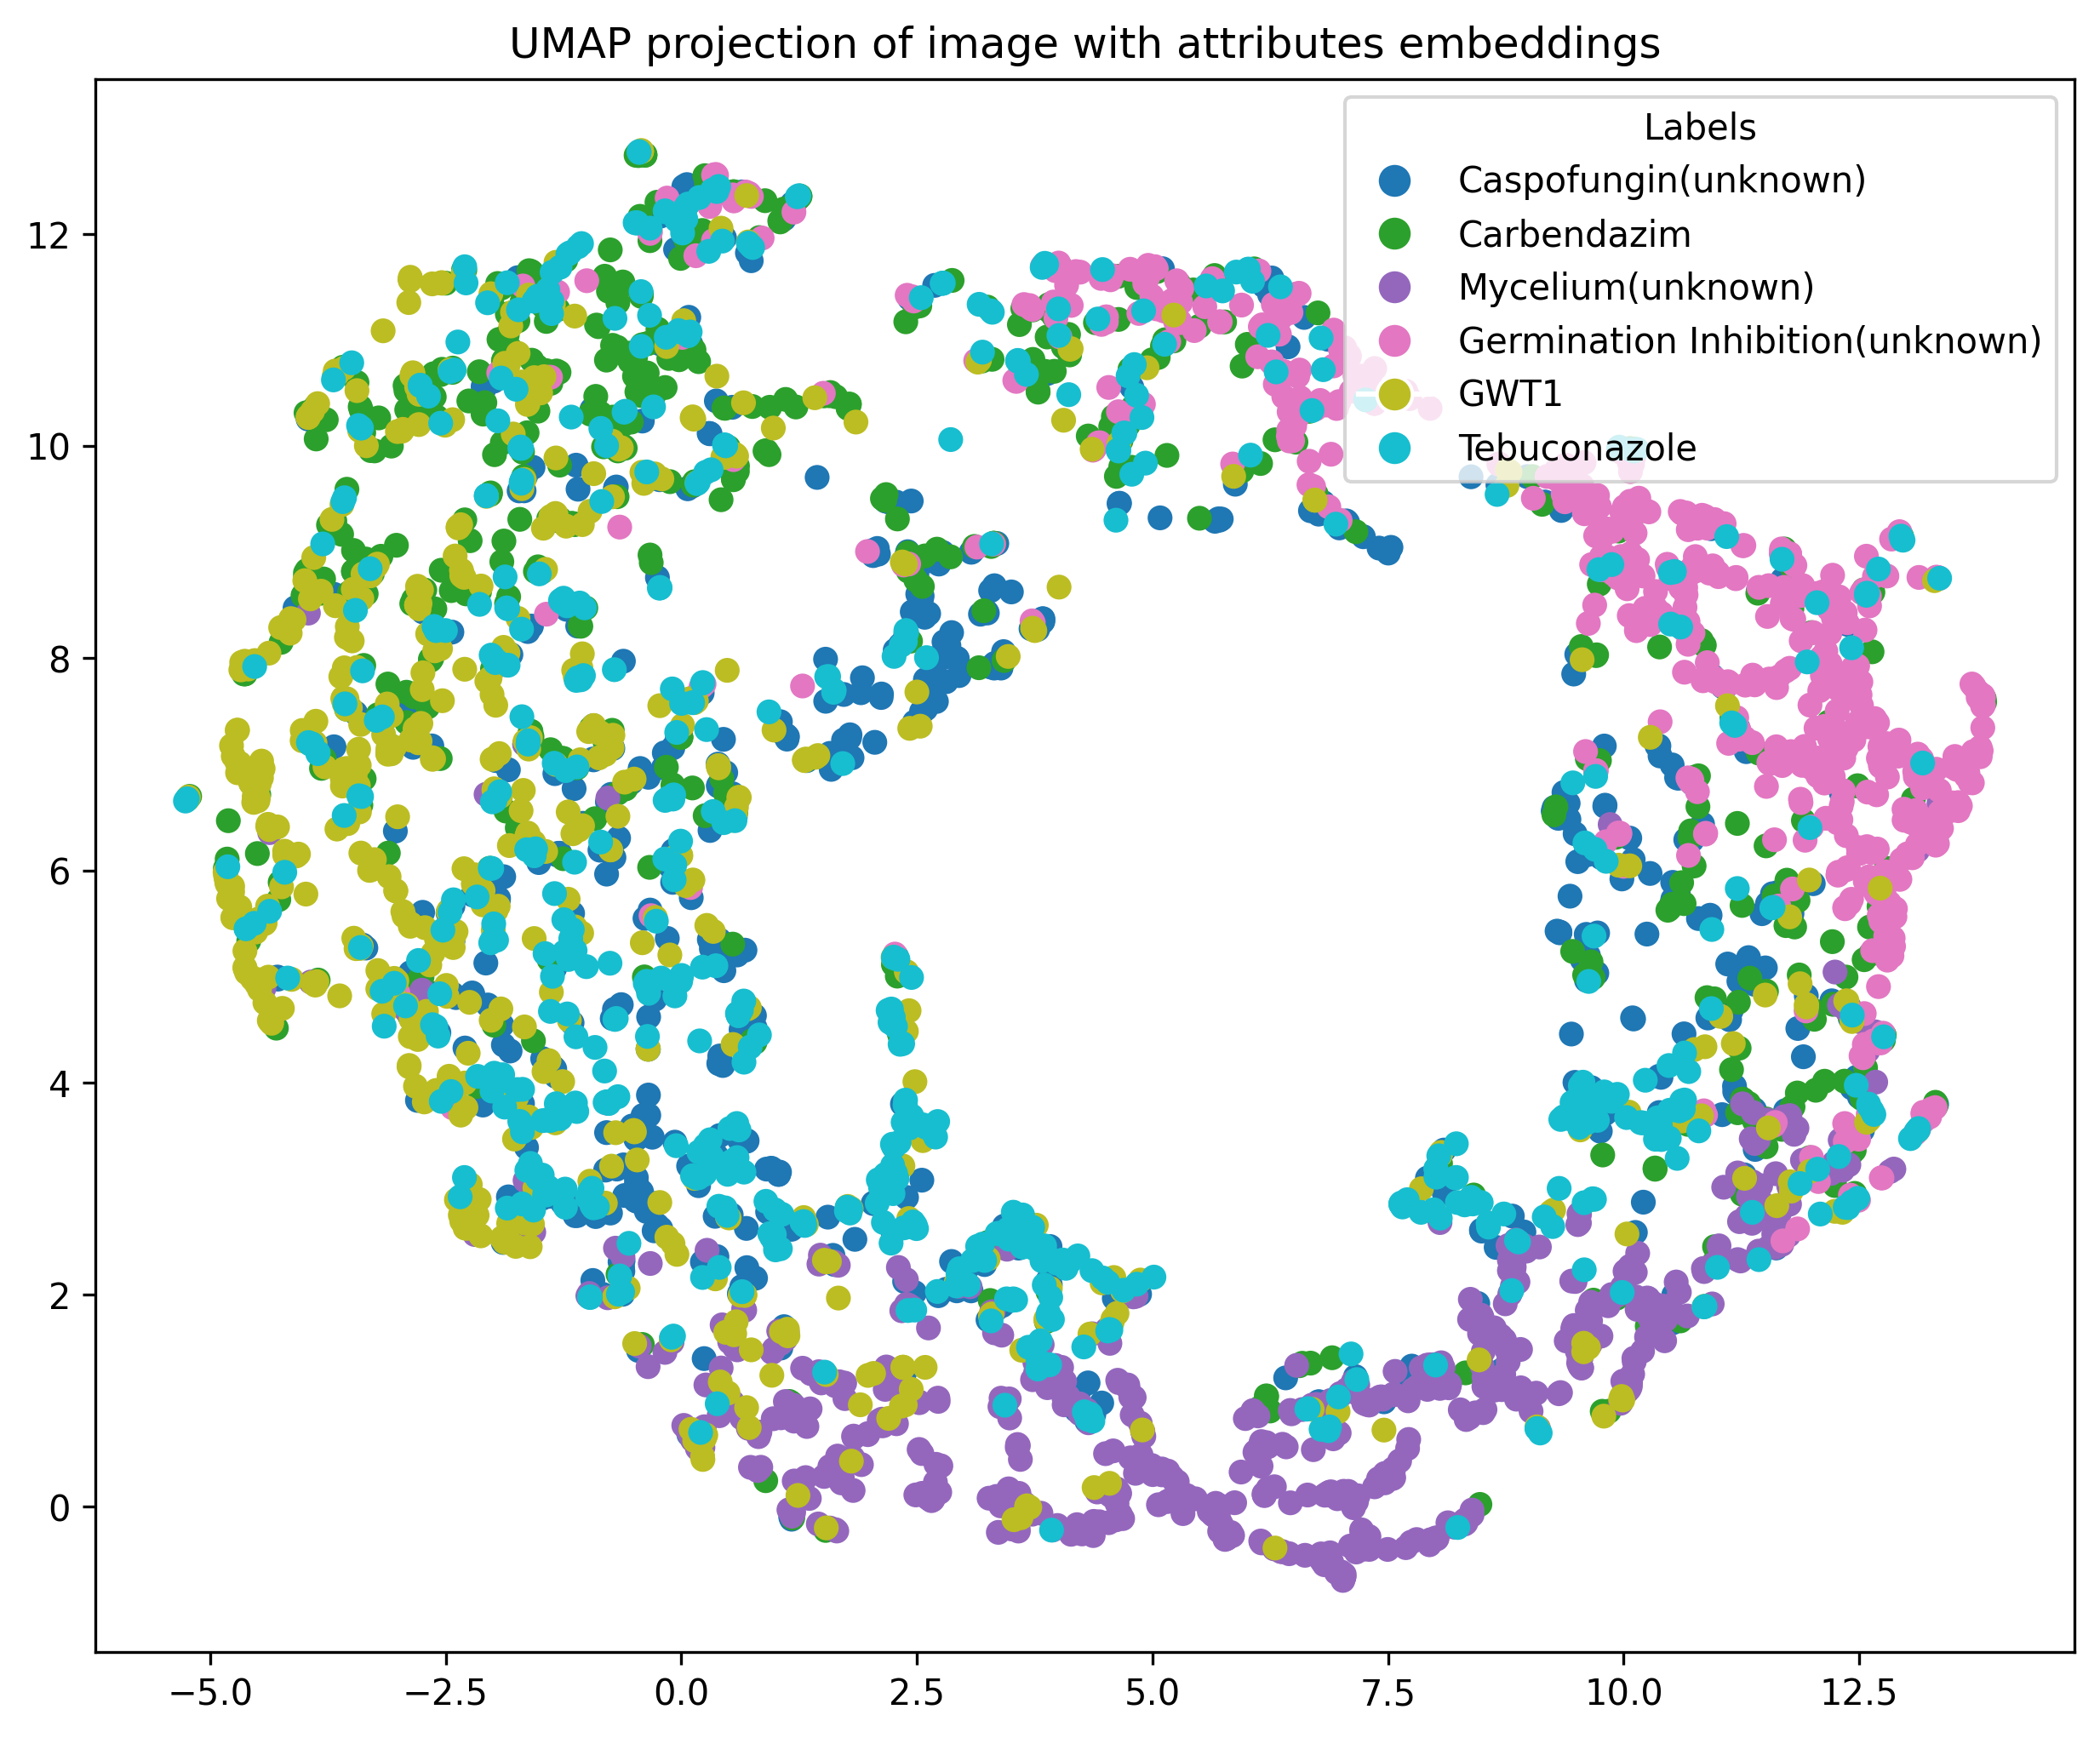 UMAP projection of image with attributes embeddings
Labels
Caspofungin(unknown)
Carbendazim
Mycelium(unknown)
Germination Inhibition(unknown)
GWT1
Tebuconazole
12
10
8
6
4
2
0
−5.0 −2.5 0.0 2.5 5.0 7.5 10.0 12.5